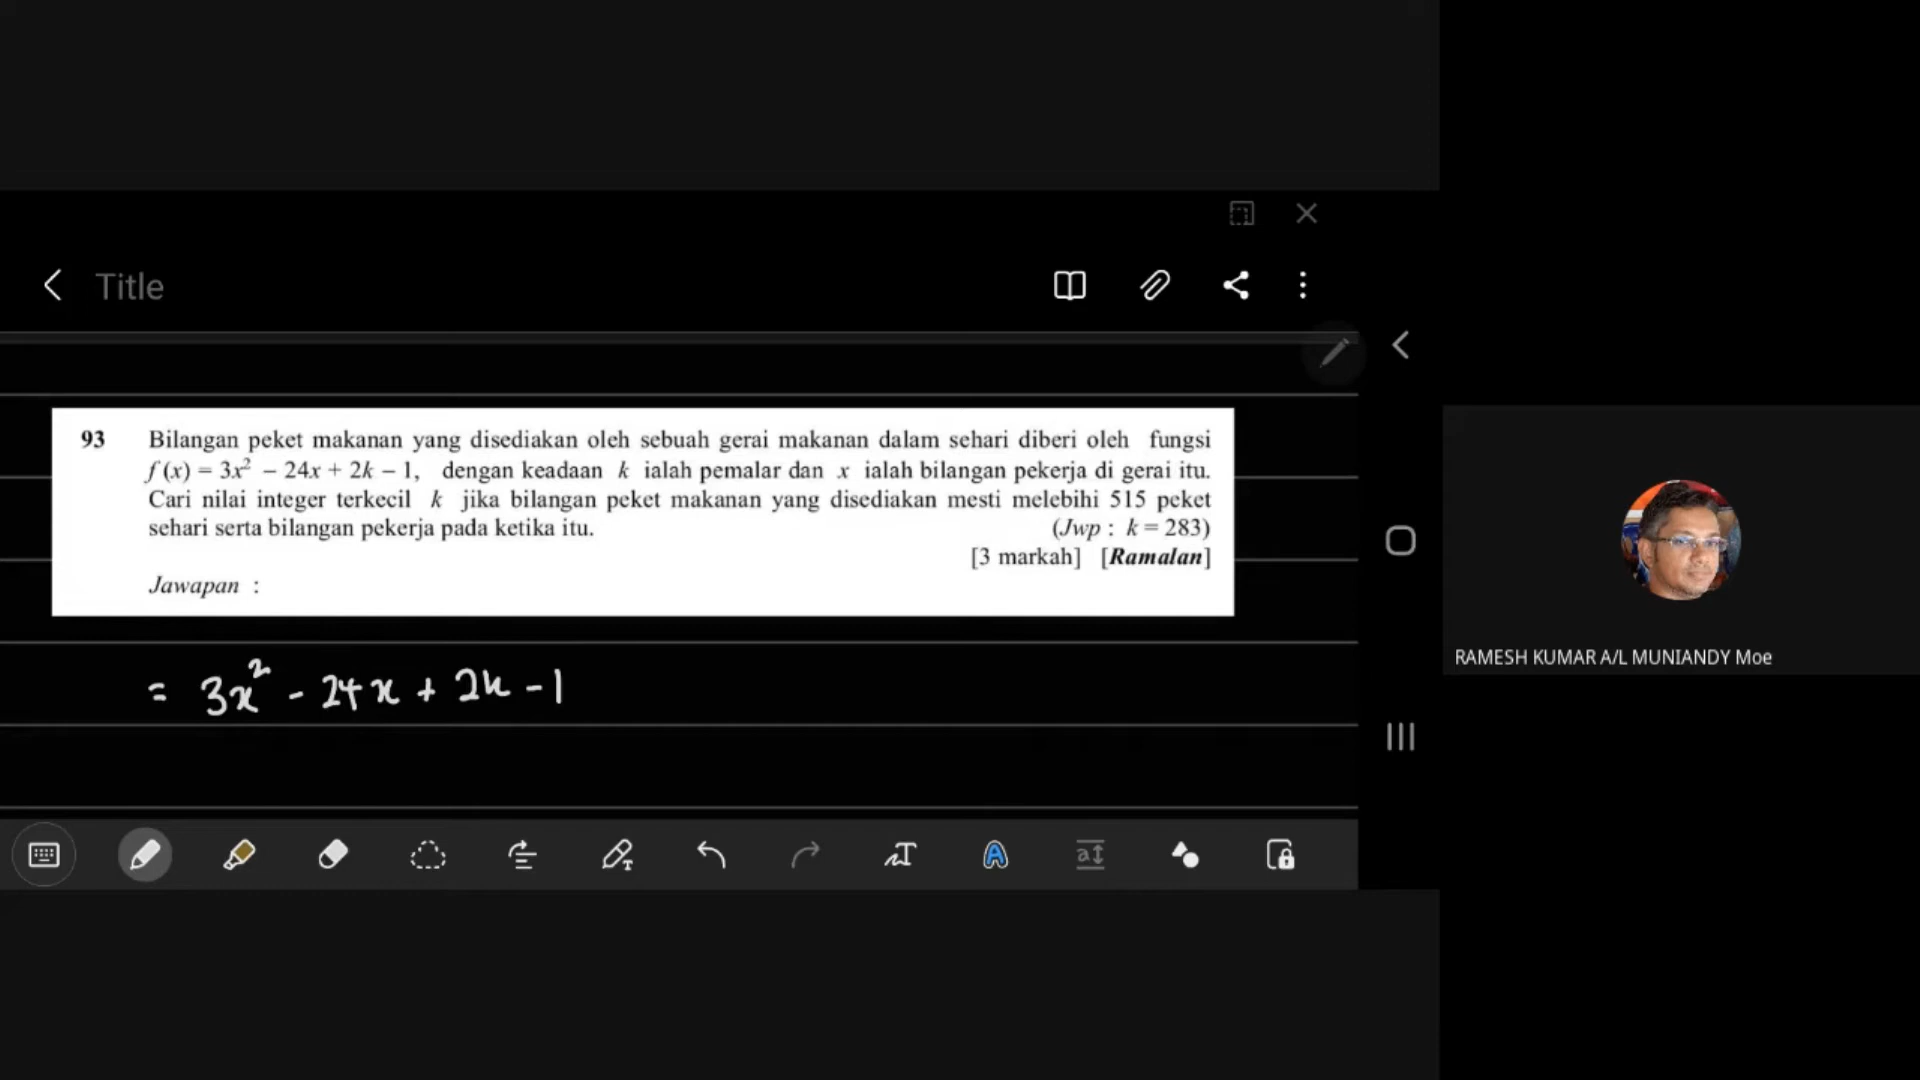 Title
93 Bilangan peket makanan yang disediakan oleh sebuah gerai makanan dalam sehari diberi oleh fungsi
f(x) = 3x² − 24x + 2k − 1, dengan keadaan k ialah pemalar dan x ialah bilangan pekerja di gerai itu.
Cari nilai integer terkecil k jika bilangan peket makanan yang disediakan mesti melebihi 515 peket
sehari serta bilangan pekerja pada ketika itu. (Jwp : k = 283)
[3 markah] [Ramalan]
Jawapan :
= 3x² - 24x + 2k - 1
RAMESH KUMAR A/L MUNIANDY Moe